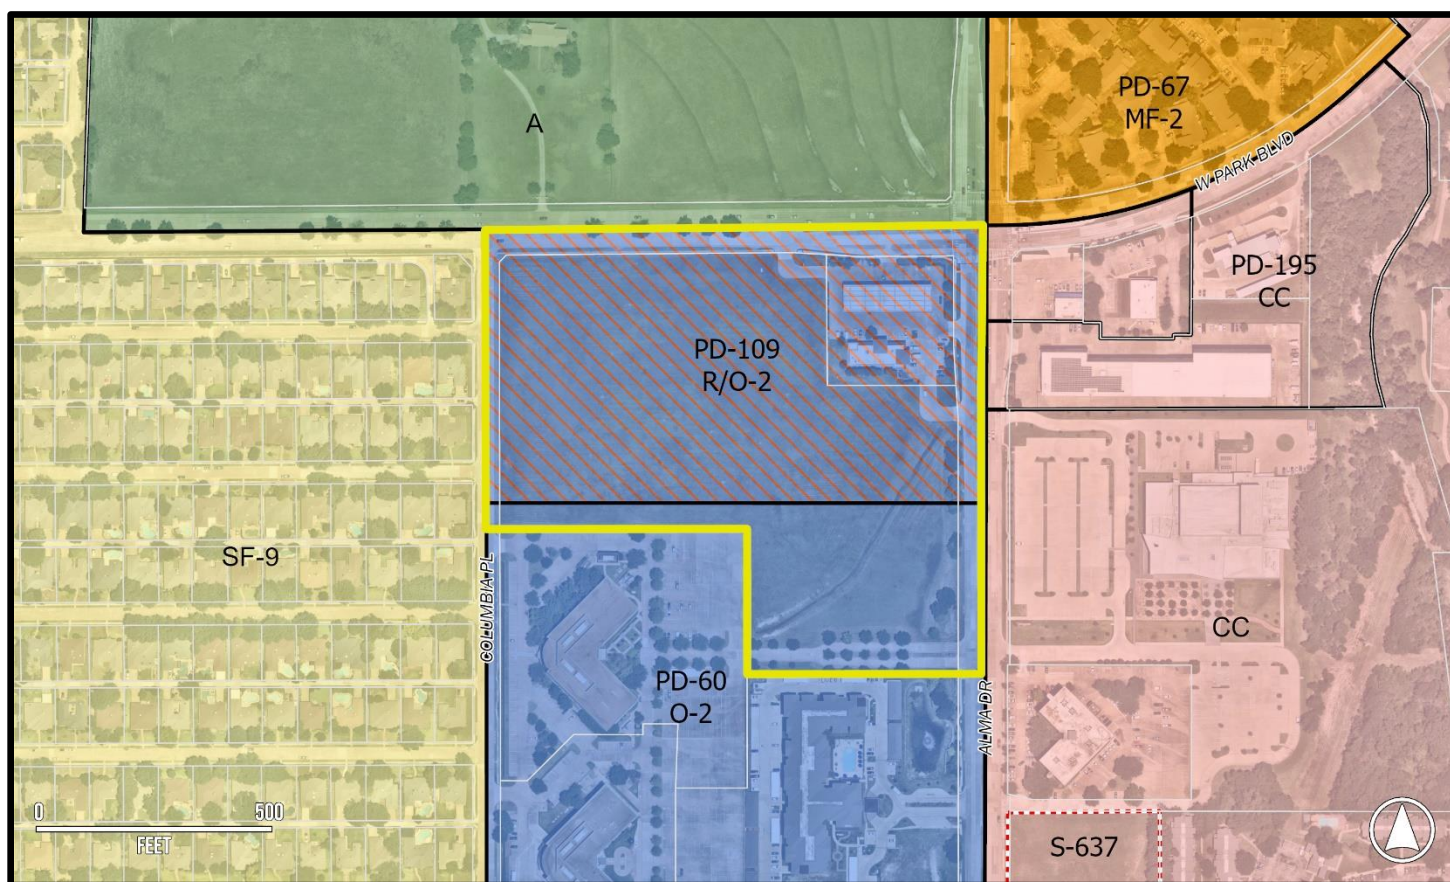 PD-67
MF-2
A
W PARK BLVD
PD-195
CC
PD-109
R/O-2
SF-9
COLUMBIA PL
CC
PD-60
O-2
ALMA DR
0 500
FEET
S-637